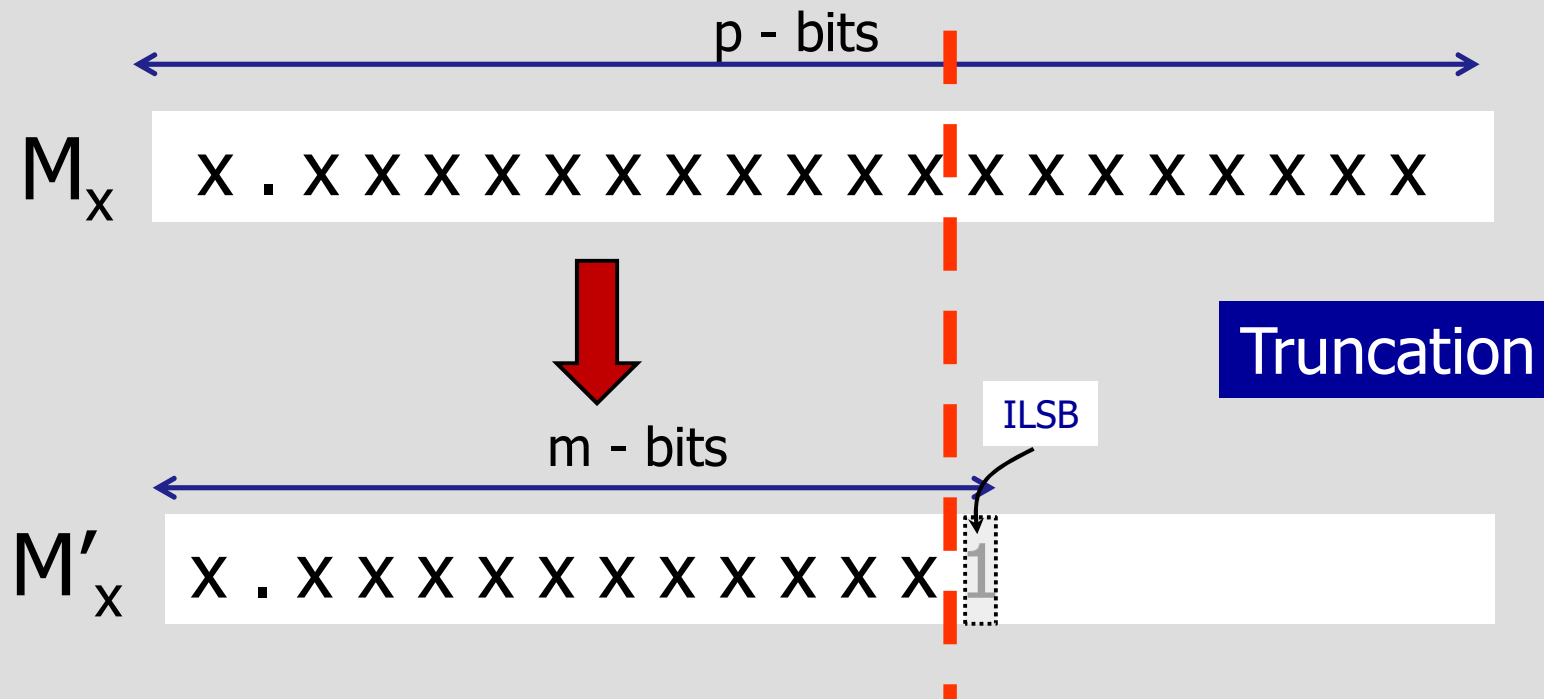 p - bits
Mx x . x x x x x x x x x x x x x x x x x x x
Truncation
ILSB
m - bits
M′x x . x x x x x x x x x x x 1